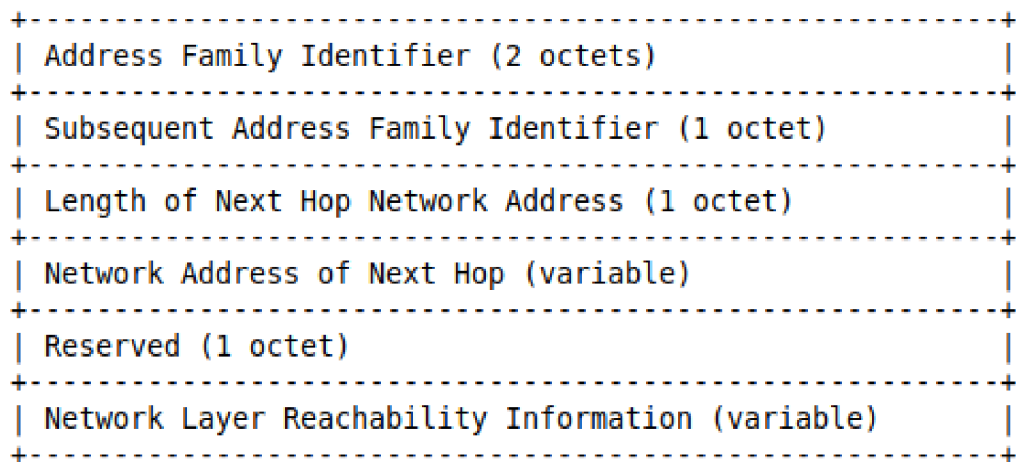 +---------------------------------------------------------+
| Address Family Identifier (2 octets) |
+---------------------------------------------------------+
| Subsequent Address Family Identifier (1 octet) |
+---------------------------------------------------------+
| Length of Next Hop Network Address (1 octet) |
+---------------------------------------------------------+
| Network Address of Next Hop (variable) |
+---------------------------------------------------------+
| Reserved (1 octet) |
+---------------------------------------------------------+
| Network Layer Reachability Information (variable) |
+---------------------------------------------------------+